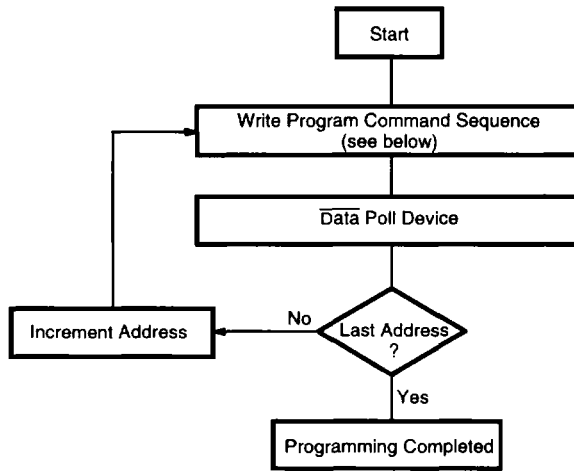 Start
Write Program Command Sequence
(see below)
Data Poll Device
No
Last Address
?
Increment Address
Yes
Programming Completed